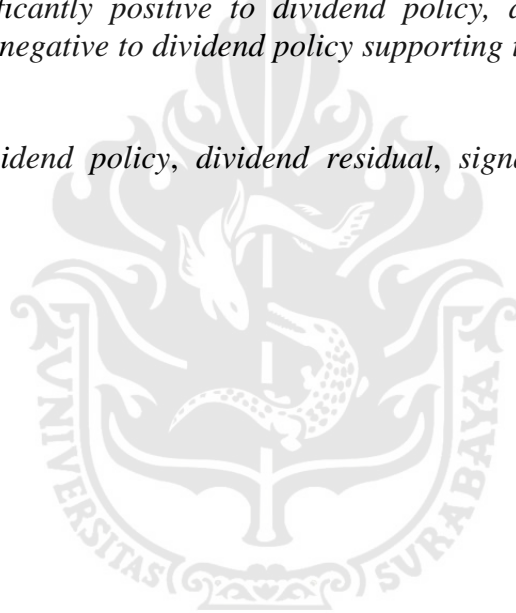 ficantly positive to dividend policy,
negative to dividend policy supporting
idend policy, dividend residual, signa
UNIVERSITAS SURABAYA